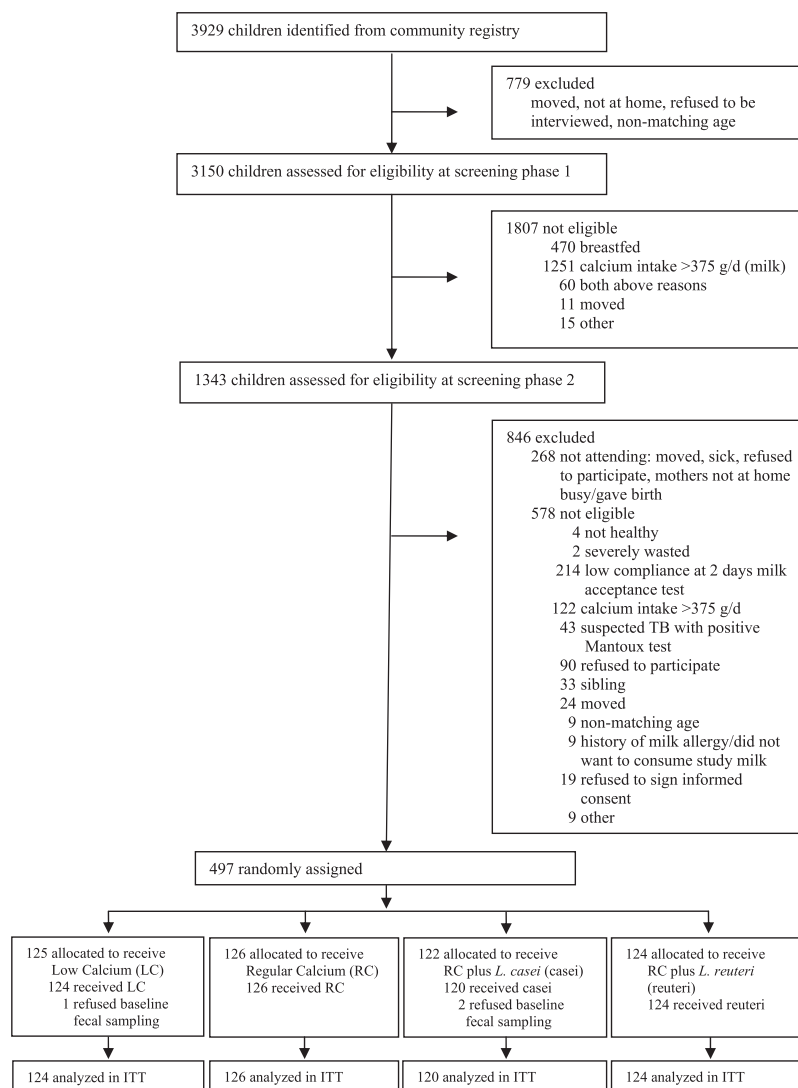 3929 children identified from community registry
779 excluded
moved, not at home, refused to be
interviewed, non-matching age
3150 children assessed for eligibility at screening phase 1
1807 not eligible
470 breastfed
1251 calcium intake >375 g/d (milk)
60 both above reasons
11 moved
15 other
1343 children assessed for eligibility at screening phase 2
846 excluded
268 not attending: moved, sick, refused
to participate, mothers not at home
busy/gave birth
578 not eligible
4 not healthy
2 severely wasted
214 low compliance at 2 days milk
acceptance test
122 calcium intake >375 g/d
43 suspected TB with positive
Mantoux test
90 refused to participate
33 sibling
24 moved
9 non-matching age
9 history of milk allergy/did not
want to consume study milk
19 refused to sign informed
consent
9 other
497 randomly assigned
125 allocated to receive
Low Calcium (LC)
124 received LC
1 refused baseline
fecal sampling
126 allocated to receive
Regular Calcium (RC)
126 received RC
122 allocated to receive
RC plus L. casei (casei)
120 received casei
2 refused baseline
fecal sampling
124 allocated to receive
RC plus L. reuteri
(reuteri)
124 received reuteri
124 analyzed in ITT
126 analyzed in ITT
120 analyzed in ITT
124 analyzed in ITT